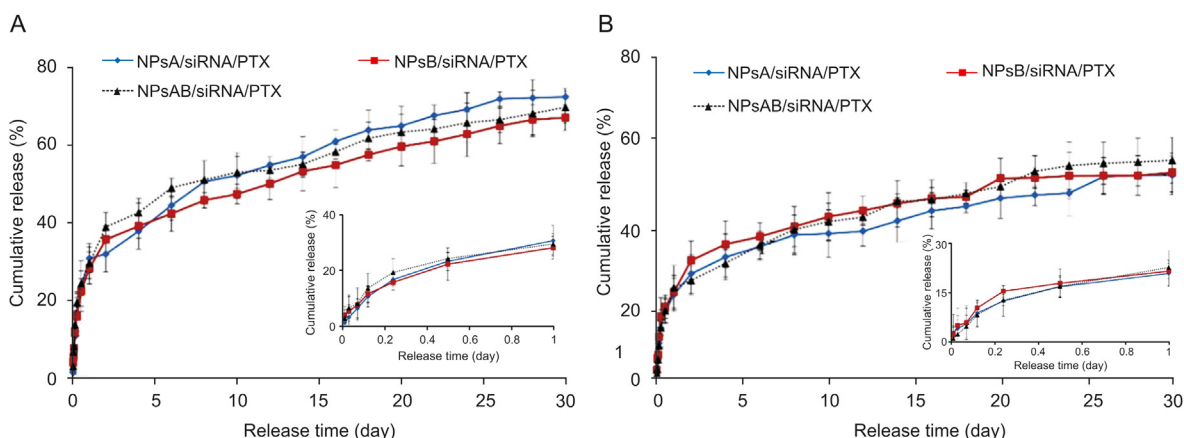 A
NPsA/siRNA/PTX
NPsB/siRNA/PTX
NPsAB/siRNA/PTX
Cumulative release (%)
80
60
40
20
0
0 5 10 15 20 25 30
Release time (day)
Cumulative release (%)
40
20
0
0 0.2 0.4 0.6 0.8 1
Release time (day)
B
NPsA/siRNA/PTX
NPsB/siRNA/PTX
NPsAB/siRNA/PTX
Cumulative release (%)
80
60
40
20
1
0
0 5 10 15 20 25 30
Release time (day)
Cumulative release (%)
30
15
0
0 0.2 0.4 0.6 0.8 1
Release time (day)